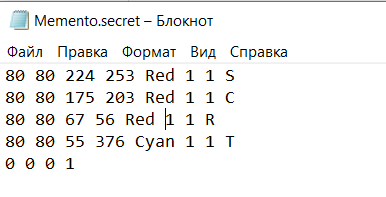 Memento.secret – Блокнот
Файл Правка Формат Вид Справка
80 80 224 253 Red 1 1 S
80 80 175 203 Red 1 1 C
80 80 67 56 Red 1 1 R
80 80 55 376 Cyan 1 1 T
0 0 0 1